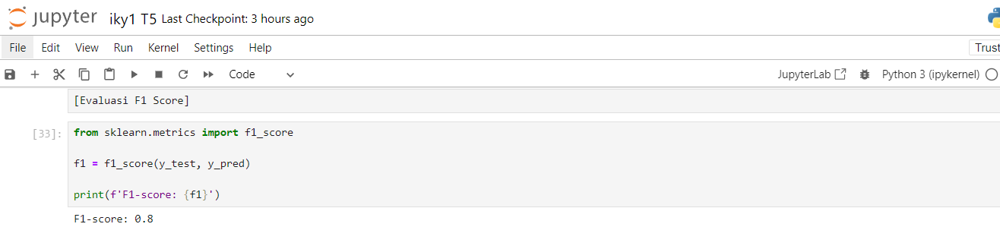 jupyter iky1 T5 Last Checkpoint: 3 hours ago
File Edit View Run Kernel Settings Help
Trust
Code JupyterLab Python 3 (ipykernel)
[Evaluasi F1 Score]
[33]: from sklearn.metrics import f1_score
f1 = f1_score(y_test, y_pred)
print(f'F1-score: {f1}')
F1-score: 0.8